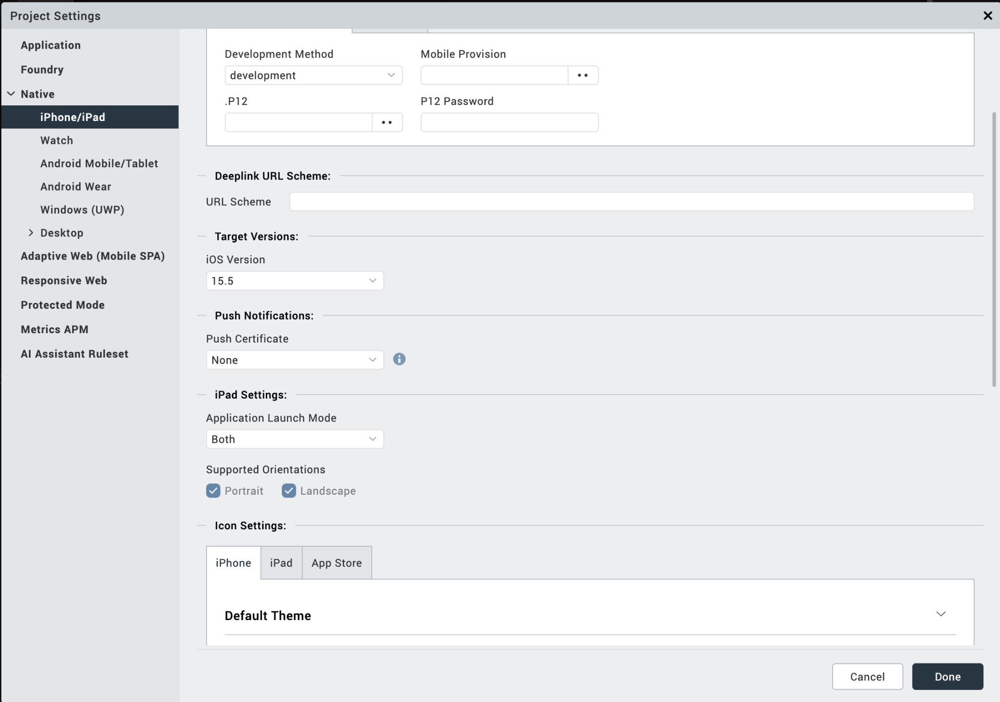 Project Settings
Application
Foundry
Native
iPhone/iPad
Watch
Android Mobile/Tablet
Android Wear
Windows (UWP)
Desktop
Adaptive Web (Mobile SPA)
Responsive Web
Protected Mode
Metrics APM
AI Assistant Ruleset
Development Method
Mobile Provision
development
.P12
P12 Password
Deeplink URL Scheme:
URL Scheme
Target Versions:
iOS Version
15.5
Push Notifications:
Push Certificate
None
iPad Settings:
Application Launch Mode
Both
Supported Orientations
Portrait
Landscape
Icon Settings:
iPhone
iPad
App Store
Default Theme
Cancel
Done